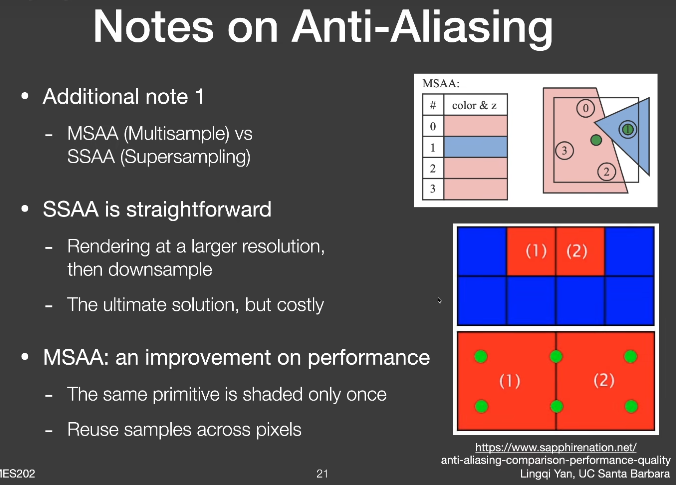 Notes on Anti-Aliasing
• Additional note 1
- MSAA (Multisample) vs
SSAA (Supersampling)
• SSAA is straightforward
- Rendering at a larger resolution,
then downsample
- The ultimate solution, but costly
• MSAA: an improvement on performance
- The same primitive is shaded only once
- Reuse samples across pixels
MSAA:
# color & z
0
1
2
3
0
1
3
2
(1) (2)
(1) (2)
https://www.sapphirenation.net/
anti-aliasing-comparison-performance-quality
MES202
21
Lingqi Yan, UC Santa Barbara